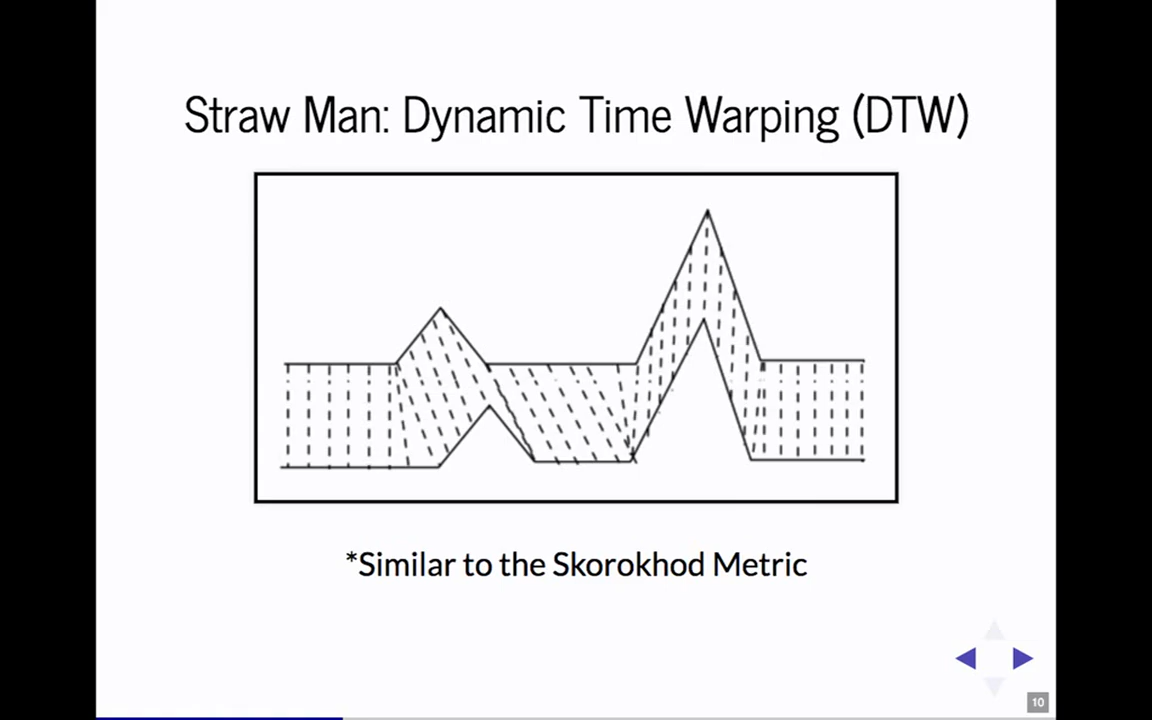 Straw Man: Dynamic Time Warping (DTW)
*Similar to the Skorokhod Metric
10